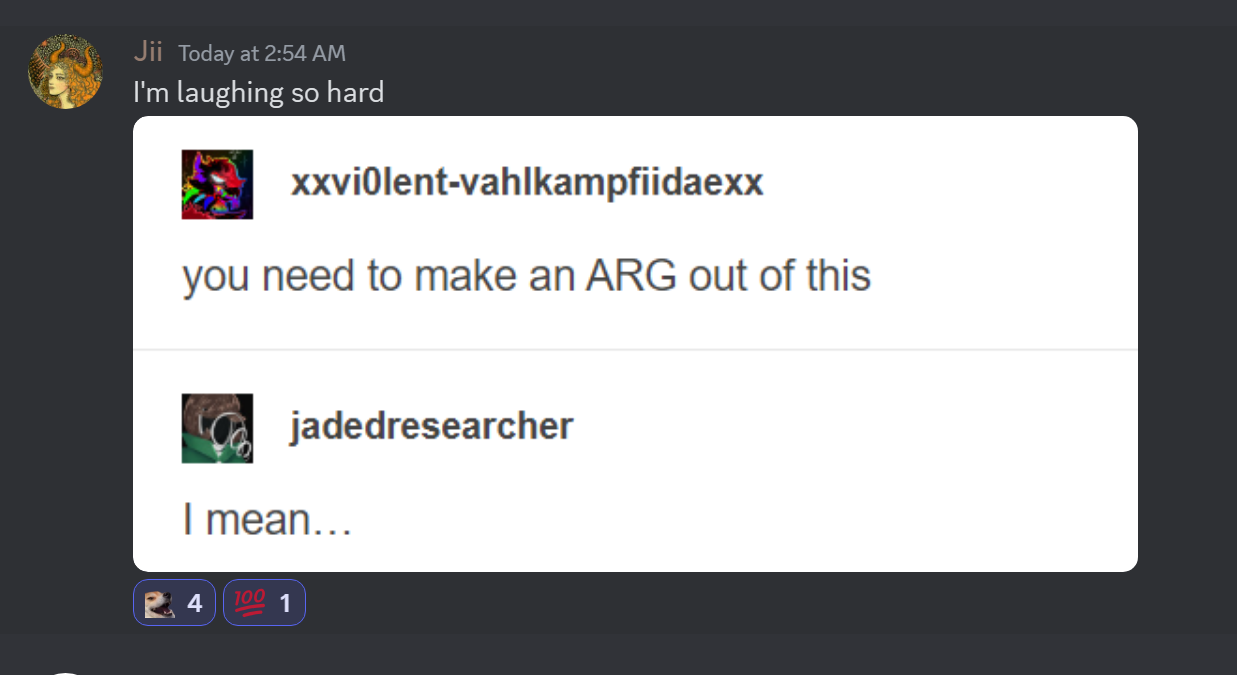 Jii Today at 2:54 AM
I'm laughing so hard
xxvi0lent-vahlkampfiidaexx
you need to make an ARG out of this
jadedresearcher
I mean…
4 100 1